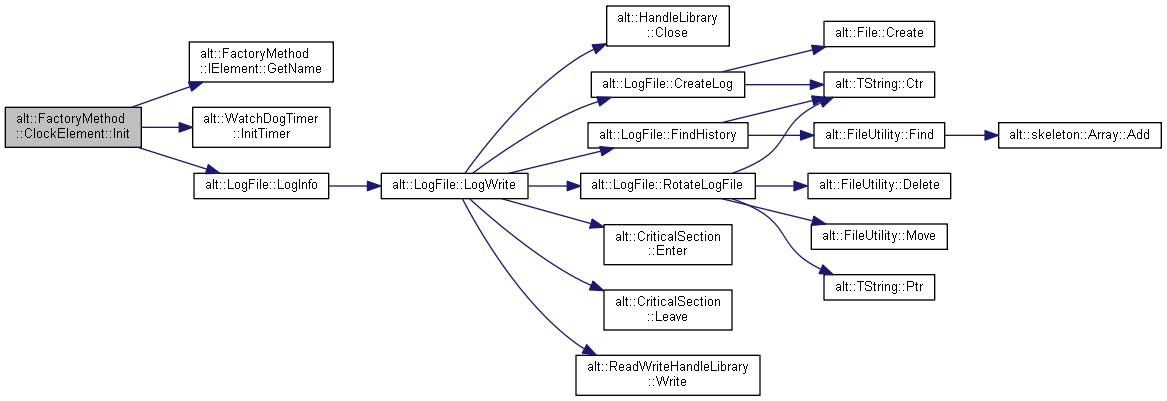 alt::FactoryMethod
::ClockElement::Init
alt::FactoryMethod
::IElement::GetName
alt::WatchDogTimer
::InitTimer
alt::LogFile::LogInfo
alt::LogFile::LogWrite
alt::HandleLibrary
::Close
alt::LogFile::CreateLog
alt::LogFile::FindHistory
alt::LogFile::RotateLogFile
alt::CriticalSection
::Enter
alt::CriticalSection
::Leave
alt::ReadWriteHandleLibrary
::Write
alt::File::Create
alt::TString::Ctr
alt::FileUtility::Find
alt::FileUtility::Delete
alt::FileUtility::Move
alt::TString::Ptr
alt::skeleton::Array::Add